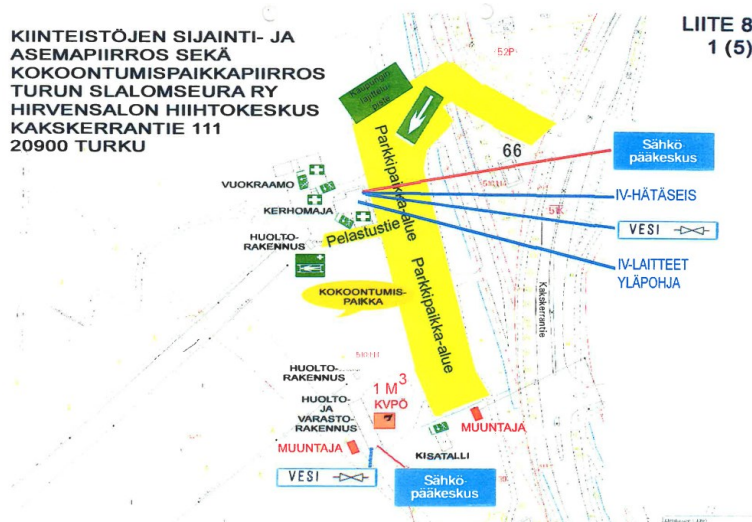 KIINTEISTÖJEN SIJAINTI- JA
ASEMAPIIRROS SEKÄ
KOKOONTUMISPAIKKAPIIRROS
TURUN SLALOMSEURA RY
HIRVENSALON HIIHTOKESKUS
KAKSKERRANTIE 111
20900 TURKU
LIITE 8
1 (5)
52P
66
Sähkö
pääkeskus
Parkkipaikka-alue
VUOKRAAMO
KERHOMAJA
IV-HÄTÄSEIS
51K
VESI
HUOLTO-
RAKENNUS
Pelastustie
IV-LAITTEET
YLÄPOHJA
KOKOONTUMIS-
PAIKKA
Parkkipaikka-alue
Kakskerrantie
HUOLTO-
RAKENNUS
1 M3
KVPÖ
HUOLTO-
JA
VARASTO-
RAKENNUS
MUUNTAJA
MUUNTAJA
KISATALLI
VESI
Sähkö-
pääkeskus